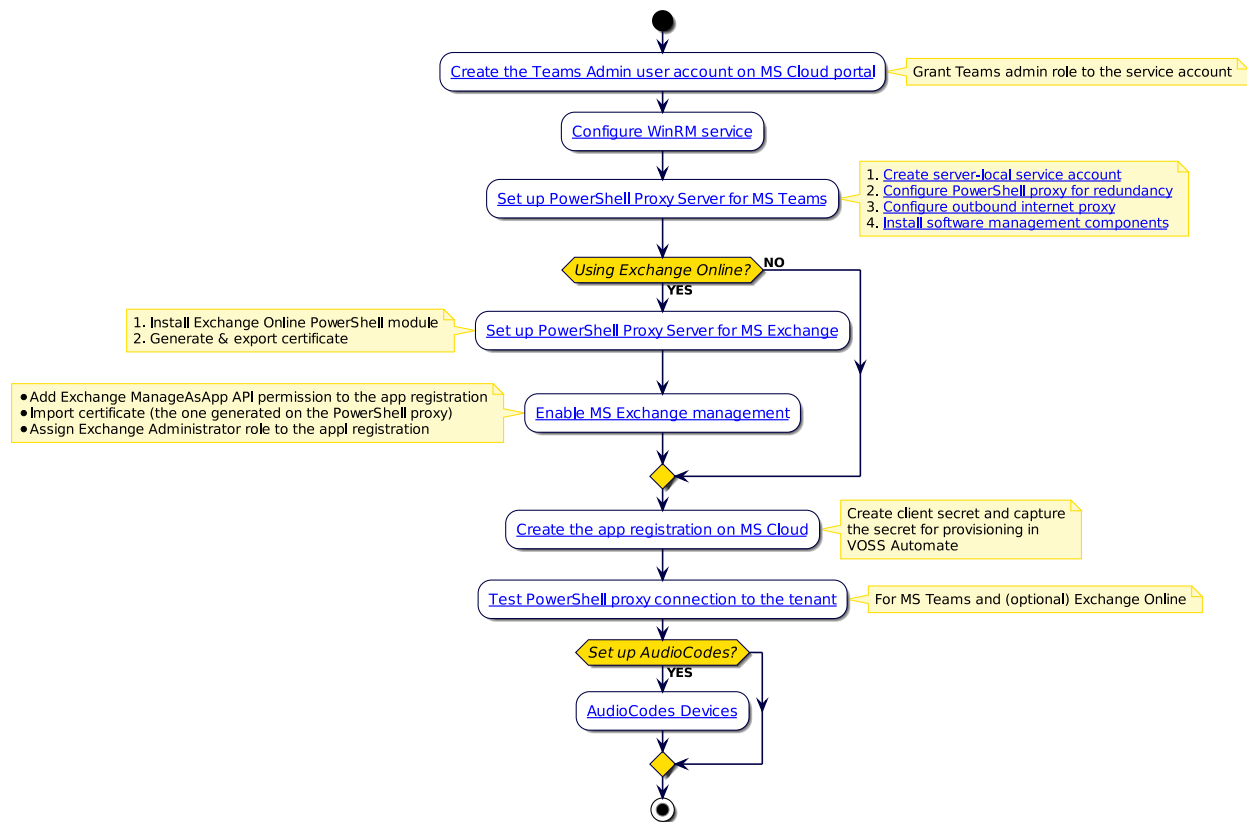 Create the Teams Admin user account on MS Cloud portal
Grant Teams admin role to the service account
Configure WinRM service
Set up PowerShell Proxy Server for MS Teams
1. Create server-local service account
2. Configure PowerShell proxy for redundancy
3. Configure outbound internet proxy
4. Install software management components
Using Exchange Online?
NO
YES
1. Install Exchange Online PowerShell module
2. Generate & export certificate
Set up PowerShell Proxy Server for MS Exchange
• Add Exchange ManageAsApp API permission to the app registration
• Import certificate (the one generated on the PowerShell proxy)
• Assign Exchange Administrator role to the appl registration
Enable MS Exchange management
Create the app registration on MS Cloud
Create client secret and capture
the secret for provisioning in
VOSS Automate
Test PowerShell proxy connection to the tenant
For MS Teams and (optional) Exchange Online
Set up AudioCodes?
YES
AudioCodes Devices